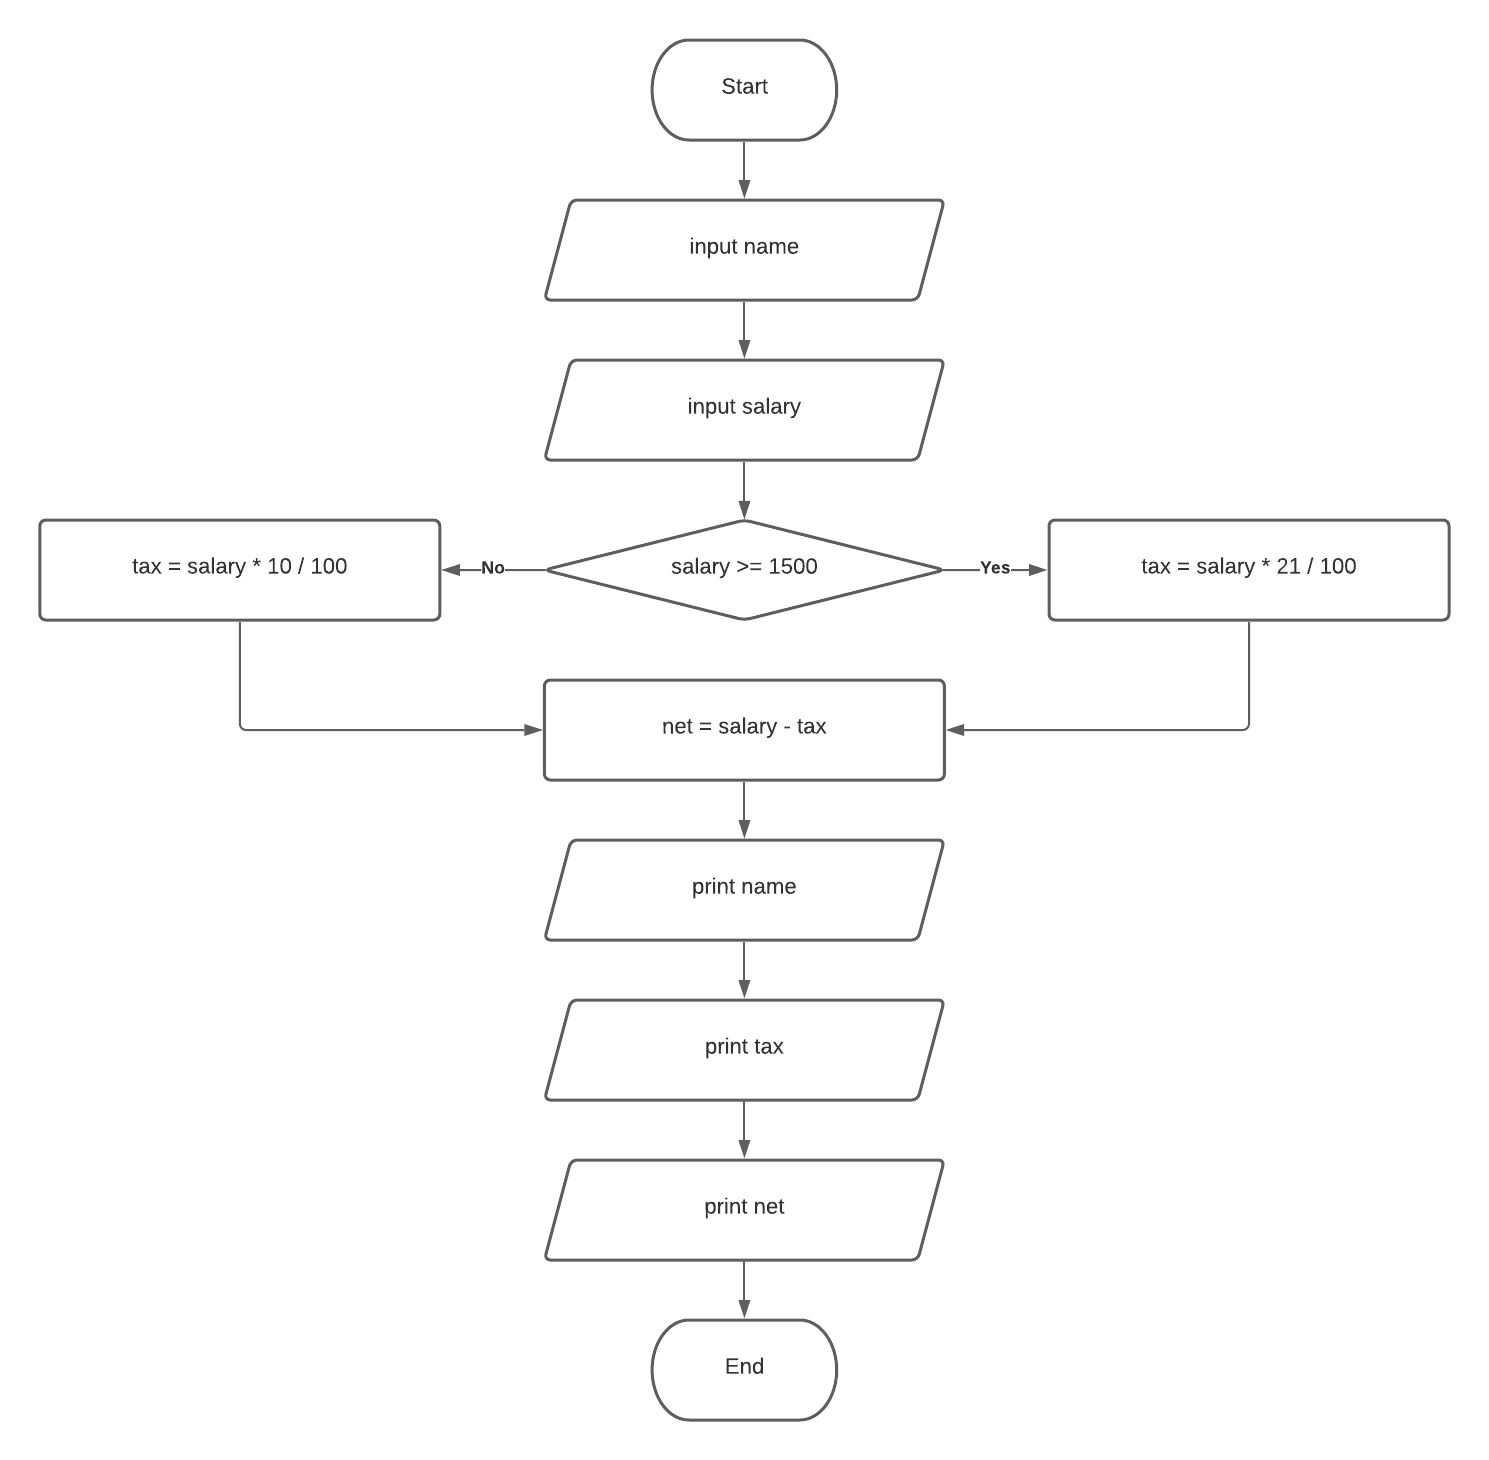 Start
input name
input salary
tax = salary * 10 / 100
No
salary >= 1500
Yes
tax = salary * 21 / 100
net = salary - tax
print name
print tax
print net
End